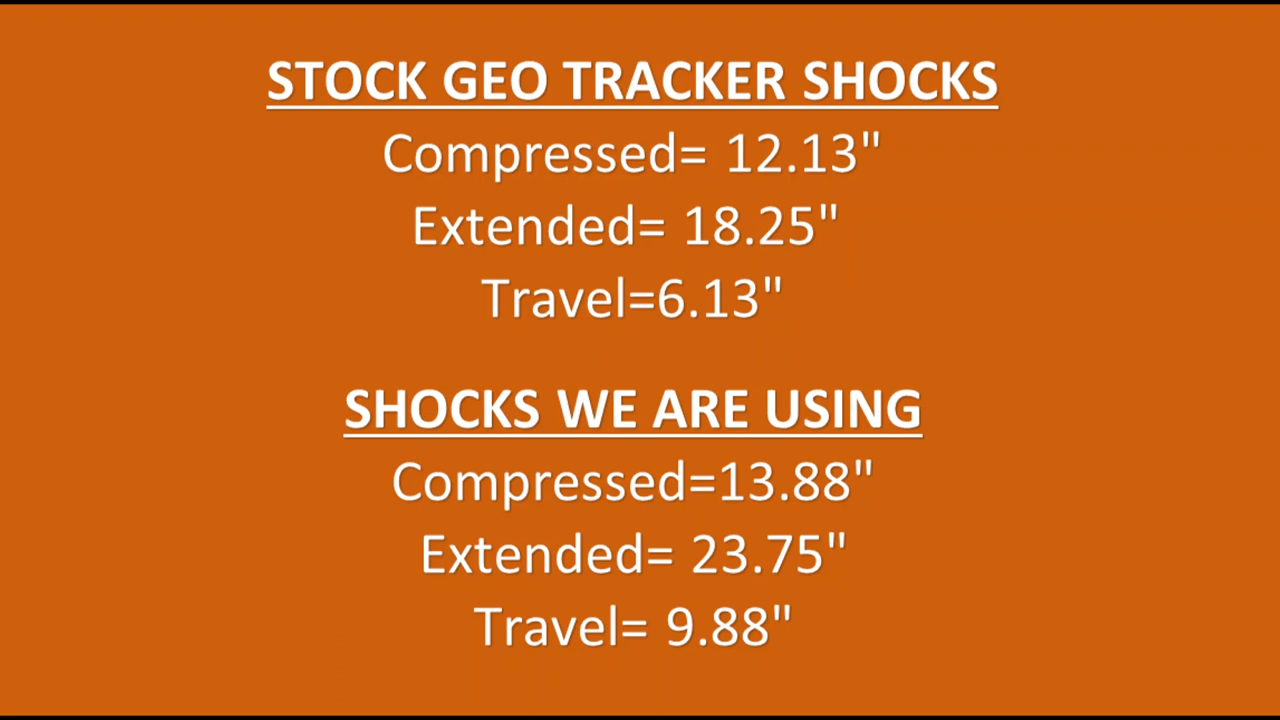 STOCK GEO TRACKER SHOCKS
Compressed= 12.13"
Extended= 18.25"
Travel=6.13"
SHOCKS WE ARE USING
Compressed=13.88"
Extended= 23.75"
Travel= 9.88"